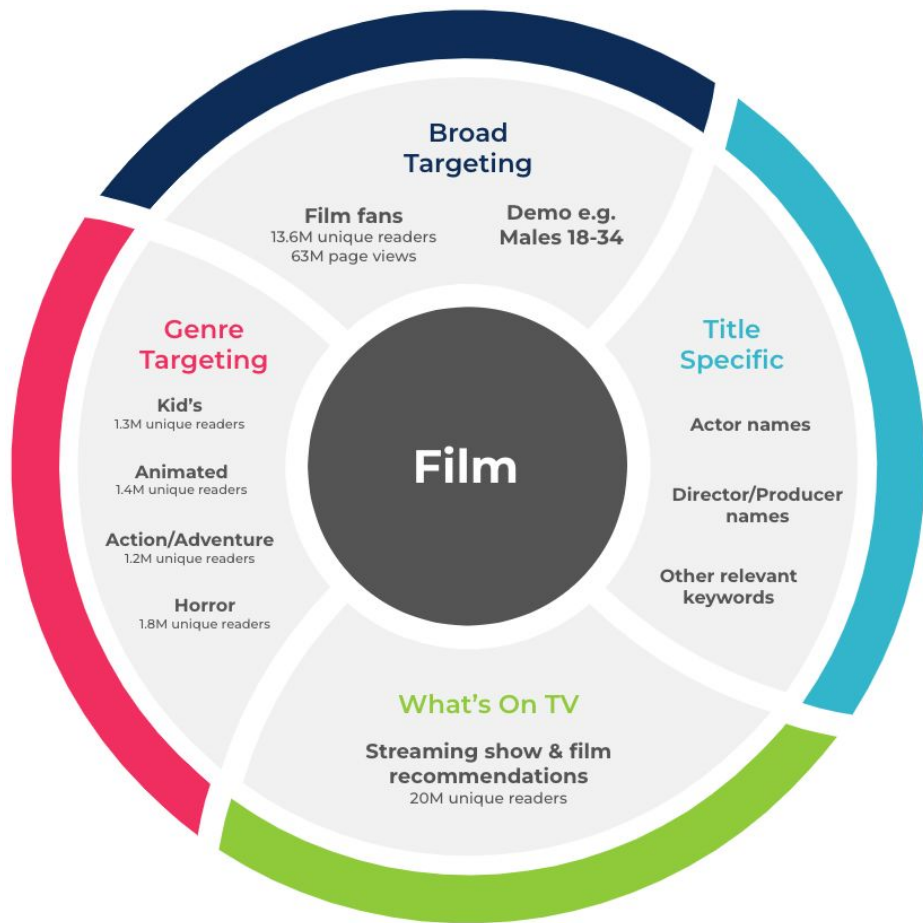 Broad
Targeting
Film fans
13.6M unique readers
63M page views
Demo e.g.
Males 18-34
Genre
Targeting
Kid's
1.3M unique readers
Animated
1.4M unique readers
Action/Adventure
1.2M unique readers
Horror
1.8M unique readers
Film
Title
Specific
Actor names
Director/Producer
names
Other relevant
keywords
What's On TV
Streaming show & film
recommendations
20M unique readers